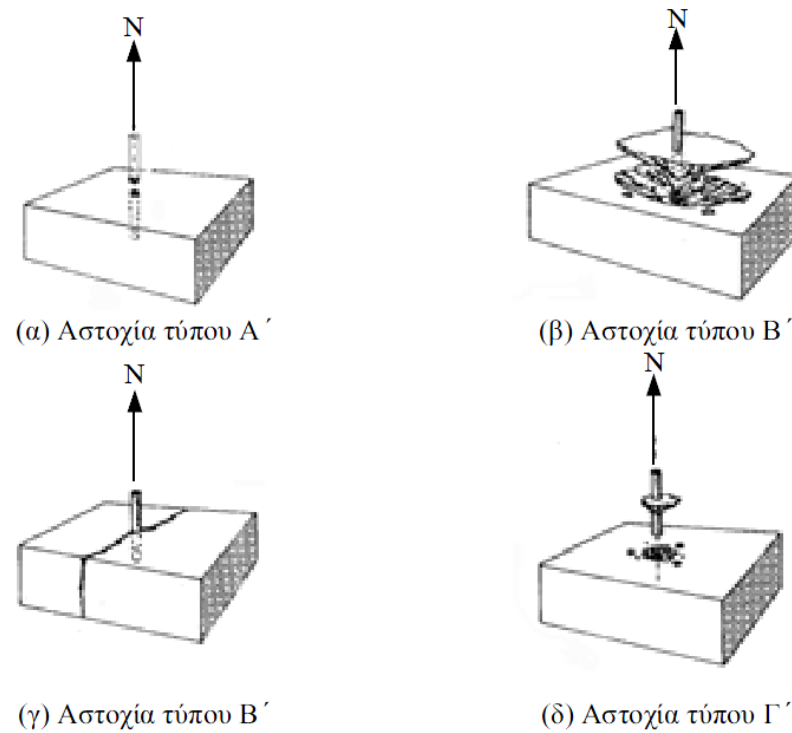 N
N
(α) Αστοχία τύπου Α΄
(β) Αστοχία τύπου Β΄
N
N
(γ) Αστοχία τύπου Β΄
(δ) Αστοχία τύπου Γ΄